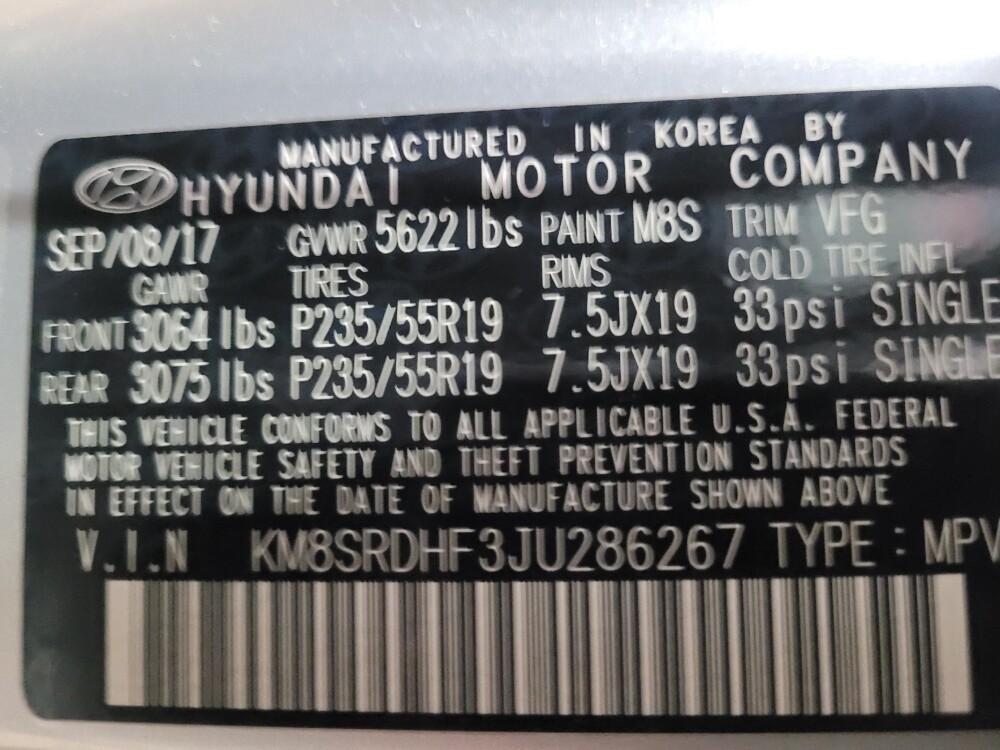 MANUFACTURED IN KOREA BY
HYUNDAI MOTOR COMPANY
SEP/08/17 GVWR 5622lbs PAINT M8S TRIM VFG
GAWR TIRES RIMS COLD TIRE INFL
FRONT 3064 lbs P235/55R19 7.5JX19 33psi SINGLE
REAR 3075 lbs P235/55R19 7.5JX19 33psi SINGLE
THIS VEHICLE CONFORMS TO ALL APPLICABLE U.S.A. FEDERAL
MOTOR VEHICLE SAFETY AND THEFT PREVENTION STANDARDS
IN EFFECT ON THE DATE OF MANUFACTURE SHOWN ABOVE
V.I.N KM8SRDHF3JU286267 TYPE : MPV